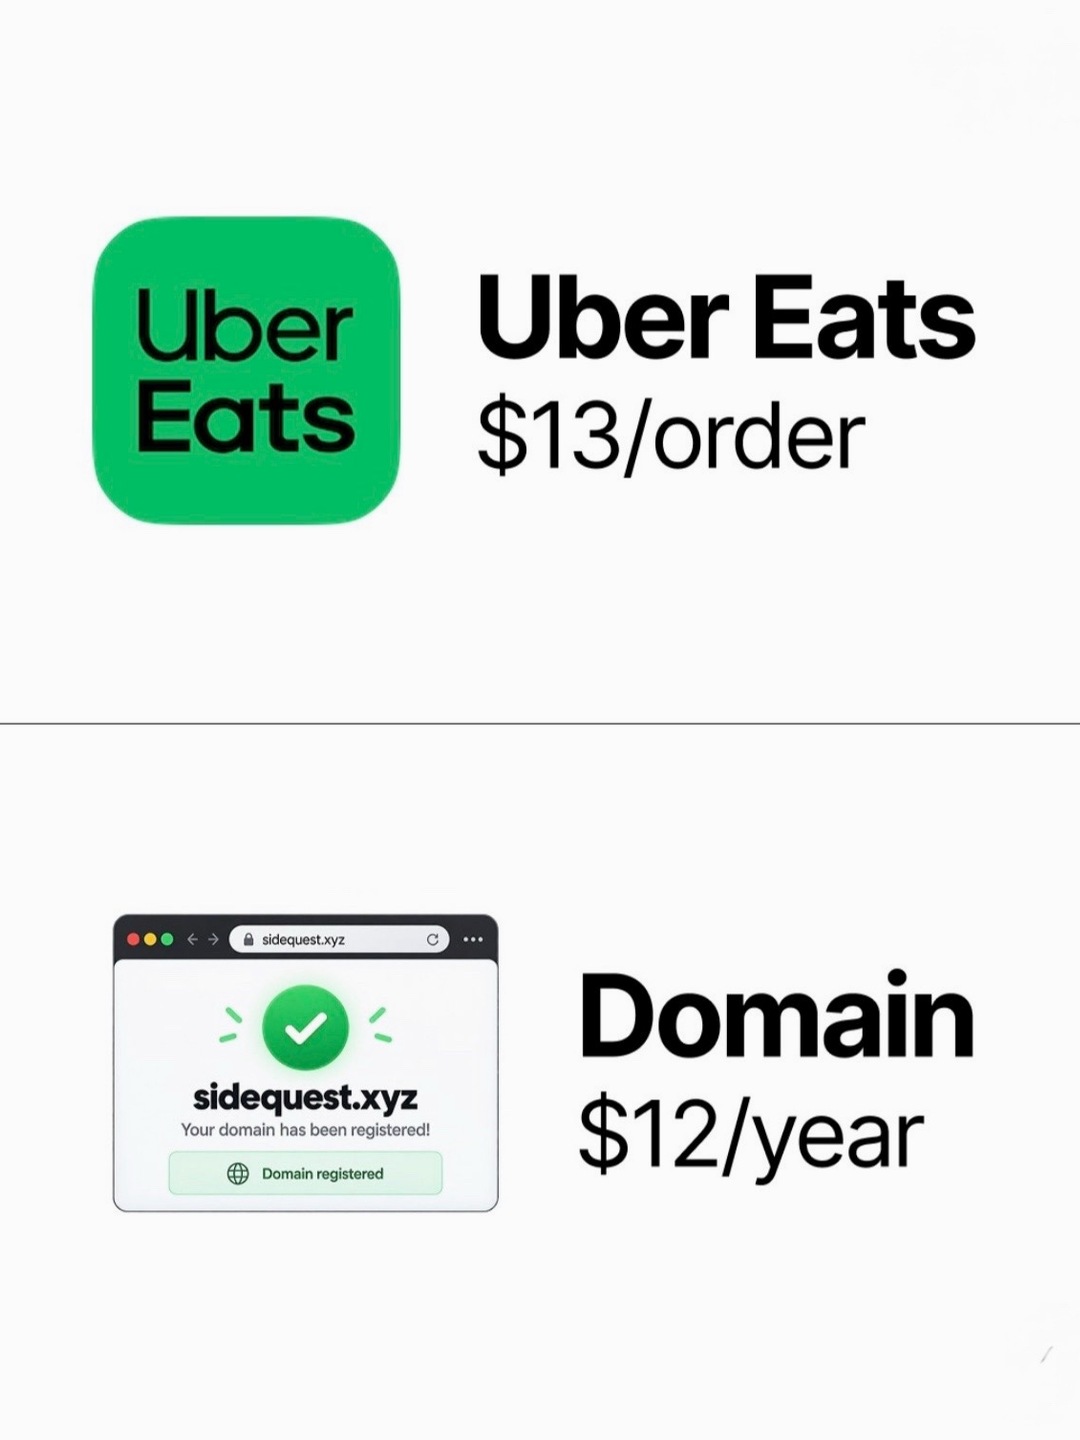 Uber
Eats
Uber Eats
$13/order
sidequest.xyz
sidequest.xyz
Your domain has been registered!
Domain registered
Domain
$12/year